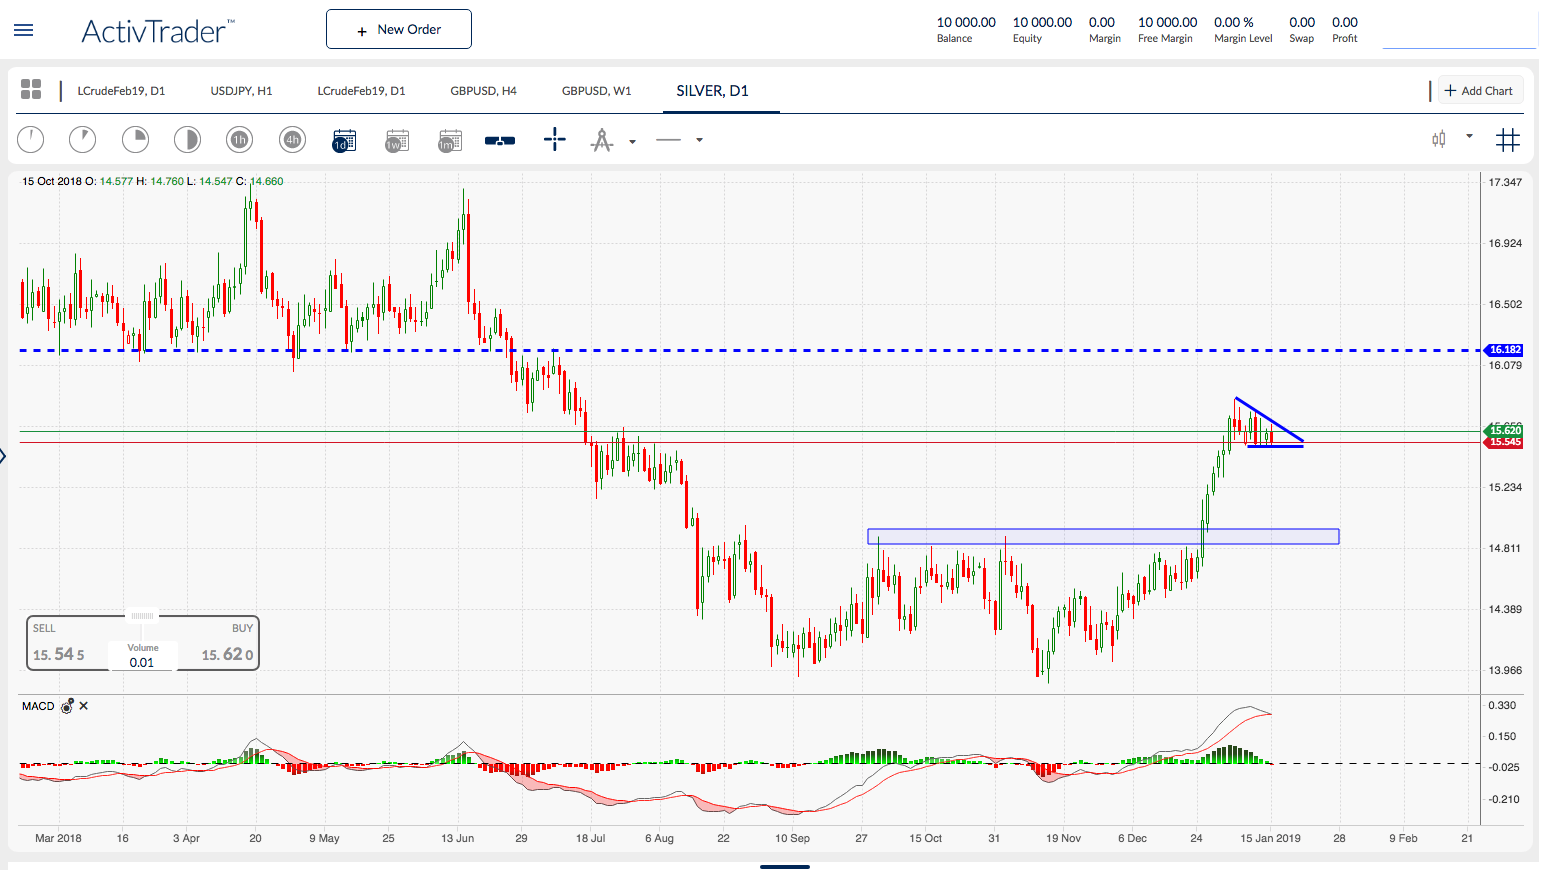 ActivTrader™
+ New Order
10 000.00 10 000.00 0.00 10 000.00 0.00 % 0.00 0.00
Balance Equity Margin Free Margin Margin Level Swap Profit
LCrudeFeb19, D1 USDJPY, H1 LCrudeFeb19, D1 GBPUSD, H4 GBPUSD, W1 SILVER, D1 + Add Chart
1h 4h 1d 1w 1m
15 Oct 2018 O: 14.577 H: 14.760 L: 14.547 C: 14.660
17.347
16.924
16.502
16.182
16.079
15.620
15.545
15.234
14.811
14.389
13.966
SELL BUY
15. 54 5 Volume 15. 62 0
0.01
MACD
0.330
0.150
-0.025
-0.210
Mar 2018 16 3 Apr 20 9 May 25 13 Jun 29 18 Jul 6 Aug 22 10 Sep 27 15 Oct 31 19 Nov 6 Dec 24 15 Jan 2019 28 9 Feb 21